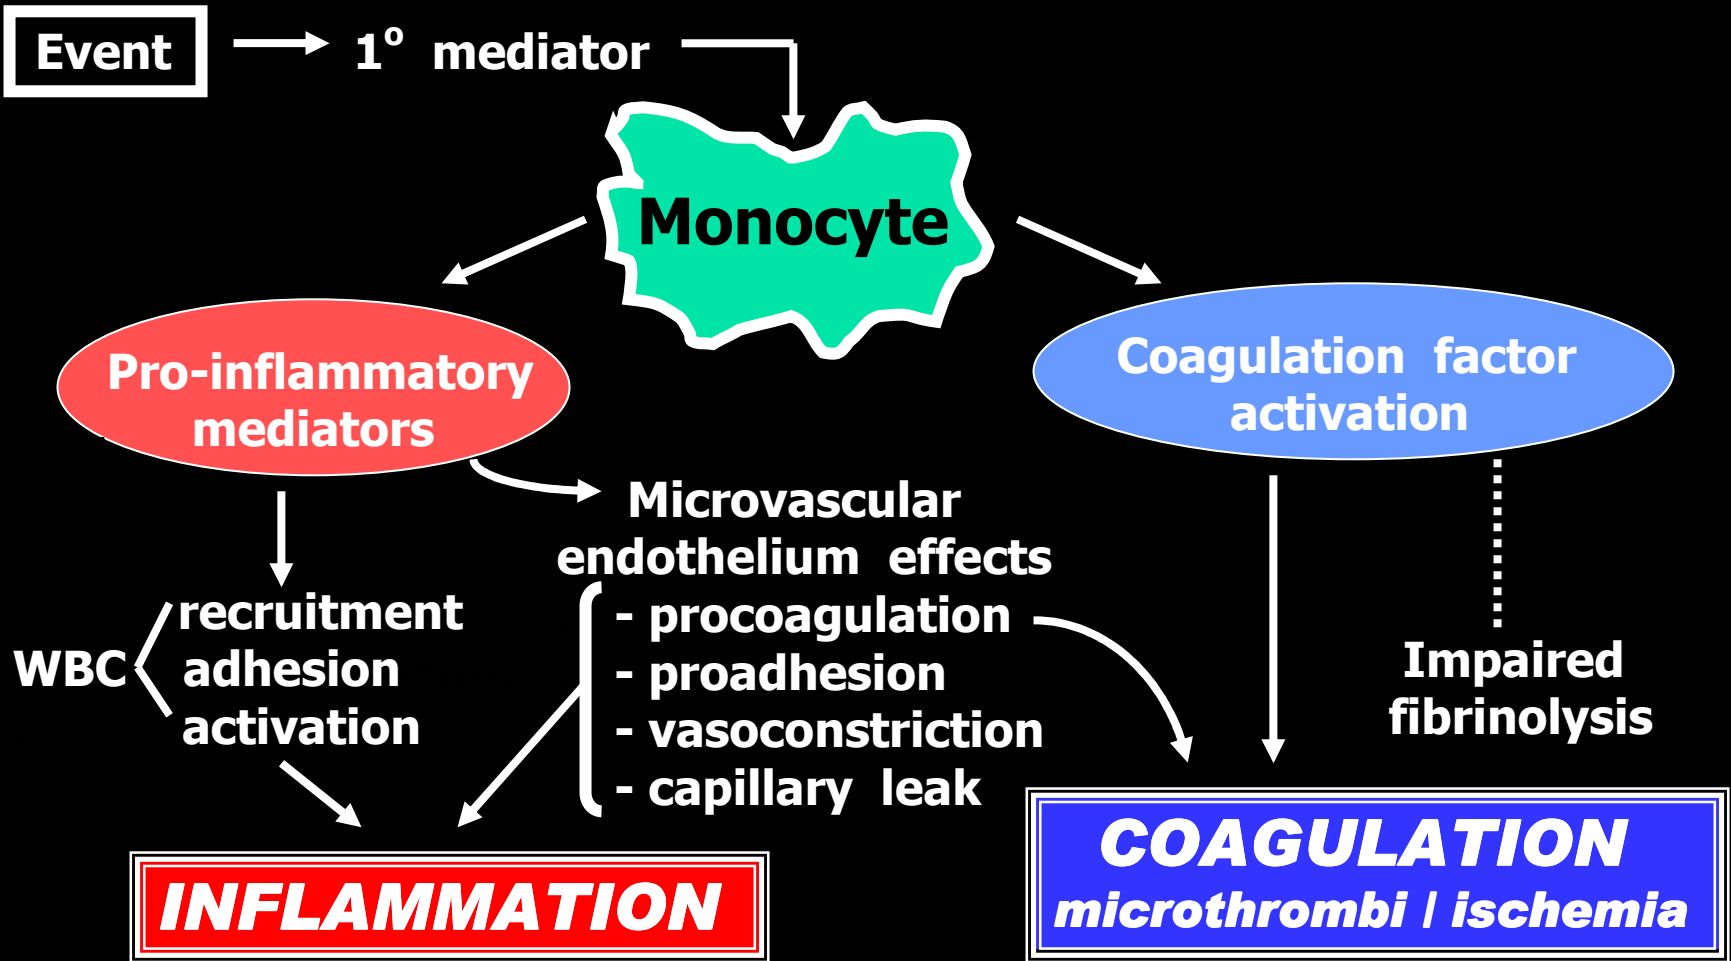 Event
1º mediator
Monocyte
Pro-inflammatory
mediators
Coagulation factor
activation
Microvascular
endothelium effects
- procoagulation
- proadhesion
- vasoconstriction
- capillary leak
WBC
recruitment
adhesion
activation
Impaired
fibrinolysis
INFLAMMATION
COAGULATION
microthrombi / ischemia